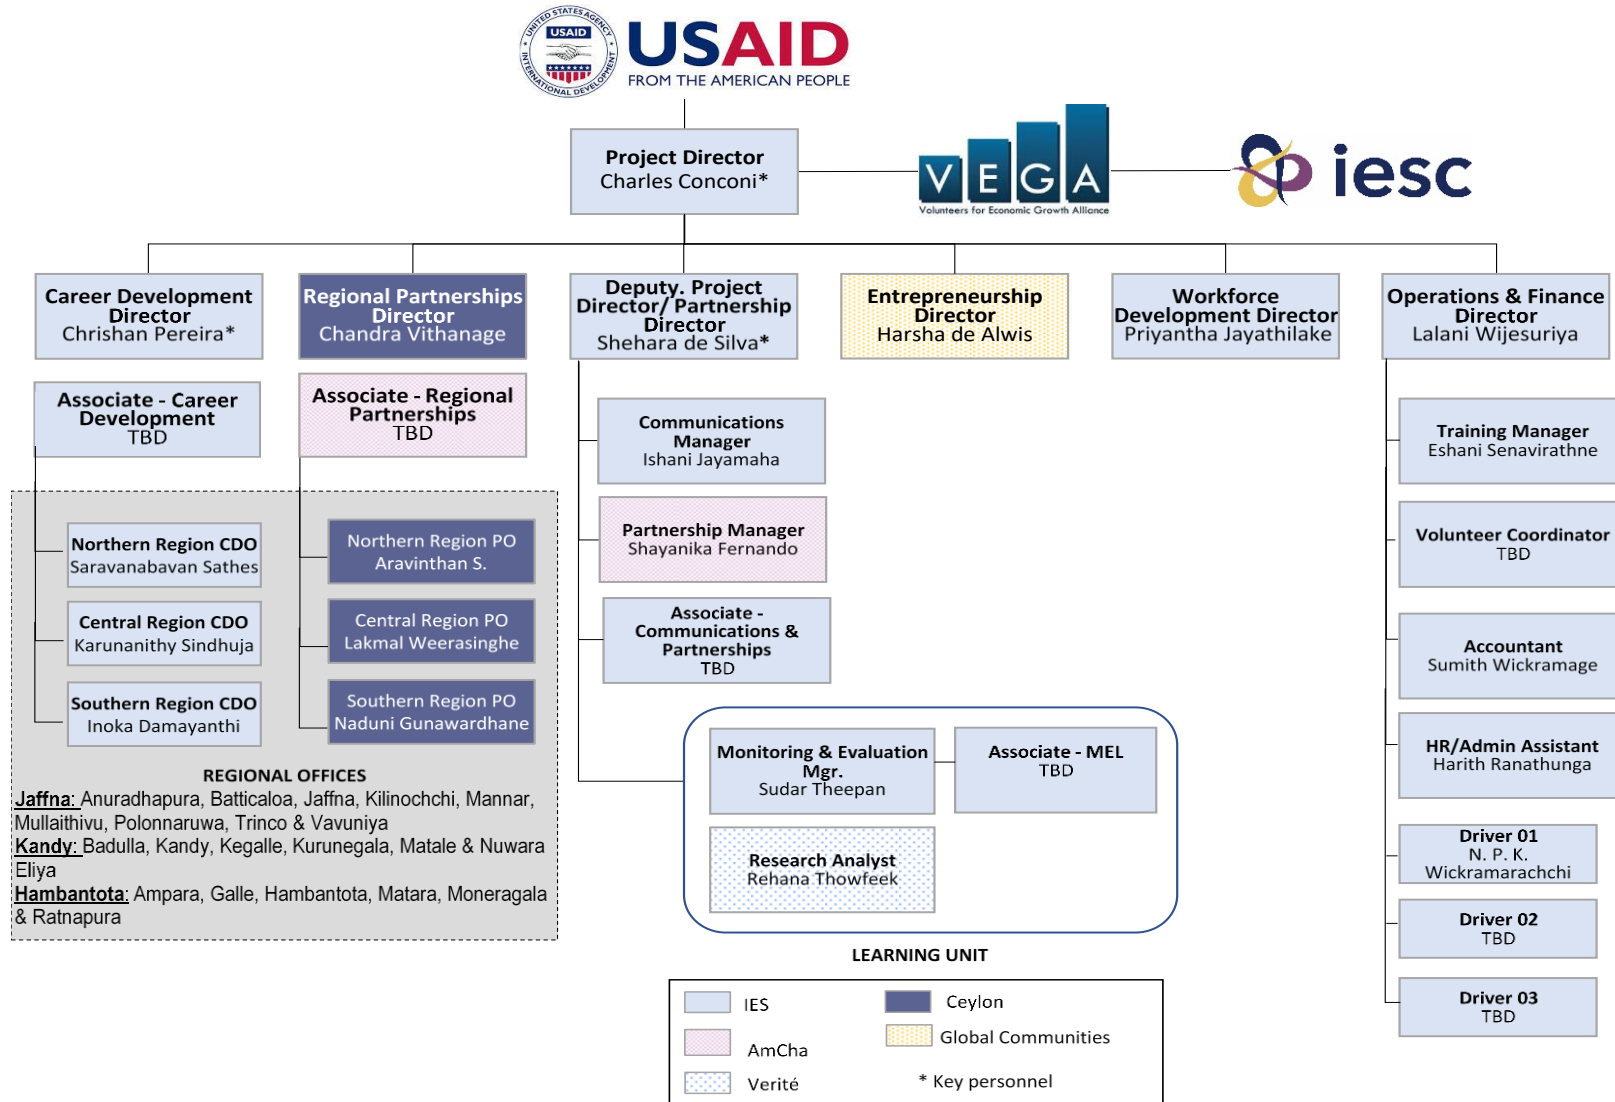 UNITED STATES AGENCY
INTERNATIONAL DEVELOPMENT
USAID
USAID
FROM THE AMERICAN PEOPLE
Project Director
Charles Conconi*
VEGA
Volunteers for Economic Growth Alliance
iesc
Career Development
Director
Chrishan Pereira*
Regional Partnerships
Director
Chandra Vithanage
Deputy. Project
Director/ Partnership
Director
Shehara de Silva*
Entrepreneurship
Director
Harsha de Alwis
Workforce
Development Director
Priyantha Jayathilake
Operations & Finance
Director
Lalani Wijesuriya
Associate - Career
Development
TBD
Associate - Regional
Partnerships
TBD
Communications
Manager
Ishani Jayamaha
Training Manager
Eshani Senavirathne
Northern Region CDO
Saravanabavan Sathes
Northern Region PO
Aravinthan S.
Partnership Manager
Shayanika Fernando
Volunteer Coordinator
TBD
Central Region CDO
Karunanithy Sindhuja
Central Region PO
Lakmal Weerasinghe
Associate -
Communications &
Partnerships
TBD
Accountant
Sumith Wickramage
Southern Region CDO
Inoka Damayanthi
Southern Region PO
Naduni Gunawardhane
Monitoring & Evaluation
Mgr.
Sudar Theepan
Associate - MEL
TBD
HR/Admin Assistant
Harith Ranathunga
REGIONAL OFFICES
Jaffna: Anuradhapura, Batticaloa, Jaffna, Kilinochchi, Mannar,
Mullaithivu, Polonnaruwa, Trinco & Vavuniya
Kandy: Badulla, Kandy, Kegalle, Kurunegala, Matale & Nuwara
Eliya
Hambantota: Ampara, Galle, Hambantota, Matara, Moneragala
& Ratnapura
Research Analyst
Rehana Thowfeek
Driver 01
N. P. K.
Wickramarachchi
Driver 02
TBD
Driver 03
TBD
LEARNING UNIT
IES
Ceylon
AmCha
Global Communities
Verité
* Key personnel